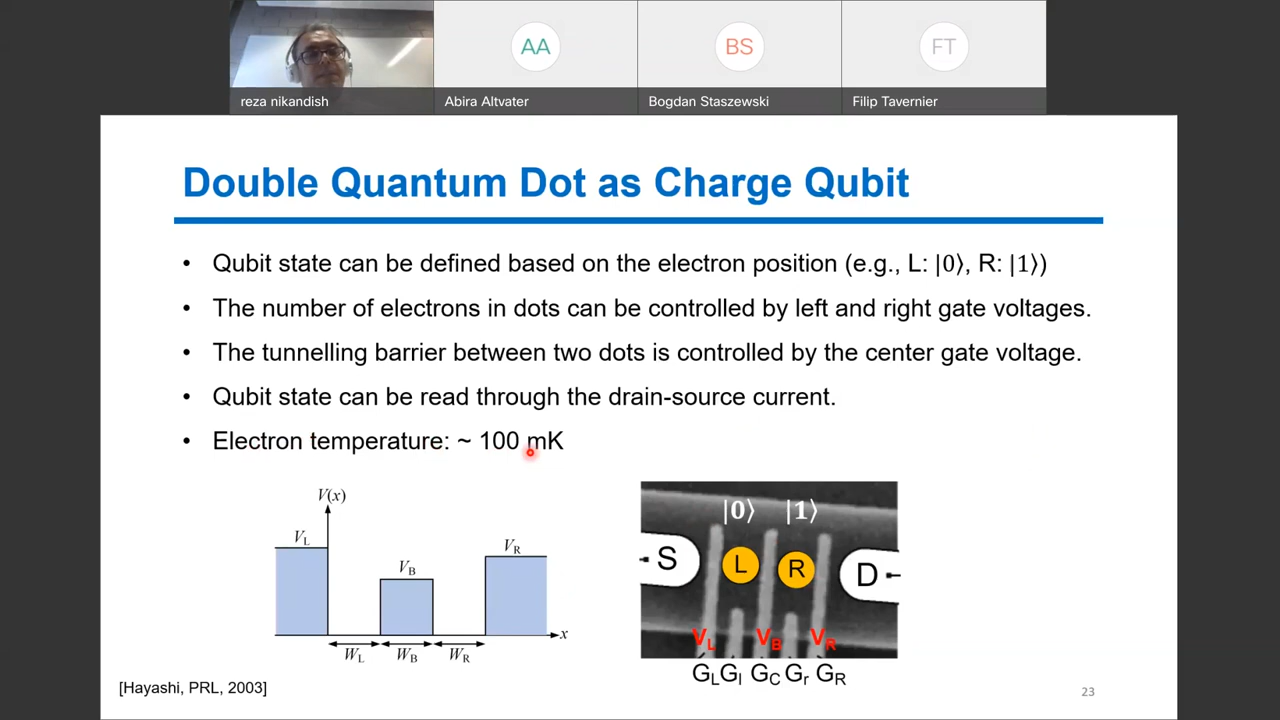 AA
BS
FT
reza nikandish
Abira Altvater
Bogdan Staszewski
Filip Tavernier
Double Quantum Dot as Charge Qubit
• Qubit state can be defined based on the electron position (e.g., L: |0⟩, R: |1⟩)
• The number of electrons in dots can be controlled by left and right gate voltages.
• The tunnelling barrier between two dots is controlled by the center gate voltage.
• Qubit state can be read through the drain-source current.
• Electron temperature: ~ 100 mK
V(x)
V_L
V_B
V_R
x
W_L W_B W_R
|0⟩ |1⟩
S L R D
V_L V_B V_R
G_L G_l G_C G_r G_R
[Hayashi, PRL, 2003]
23